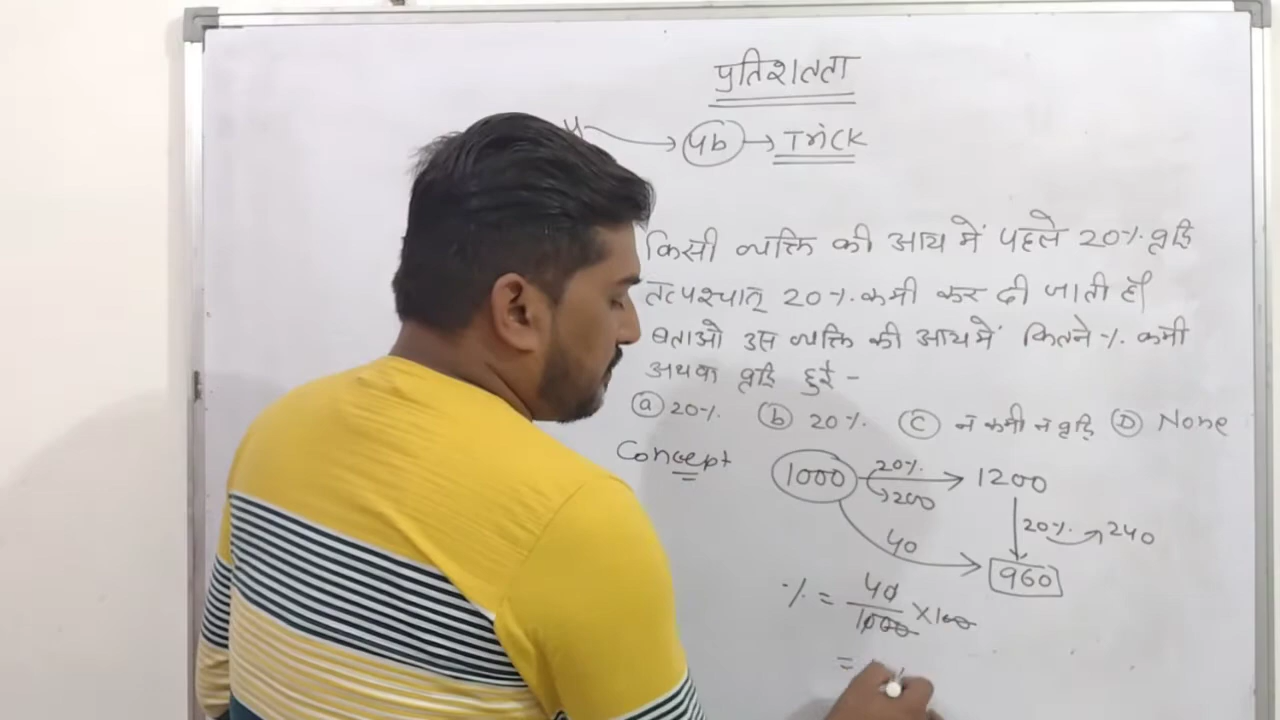 प्रतिशतता
46 → Trick
किसी व्यक्ति की आय में पहले 20% वृद्धि
तत्पश्चात् 20% कमी कर दी जाती है।
बताओ उस व्यक्ति की आय में कितने % कमी
अथवा वृद्धि हुई -
(a) 20% (b) 20% (C) न कमी न वृद्धि (D) None
Concept 1000 20% → 1200
200
20% → 240
40 → 960
% = 40/1000 × 100
=